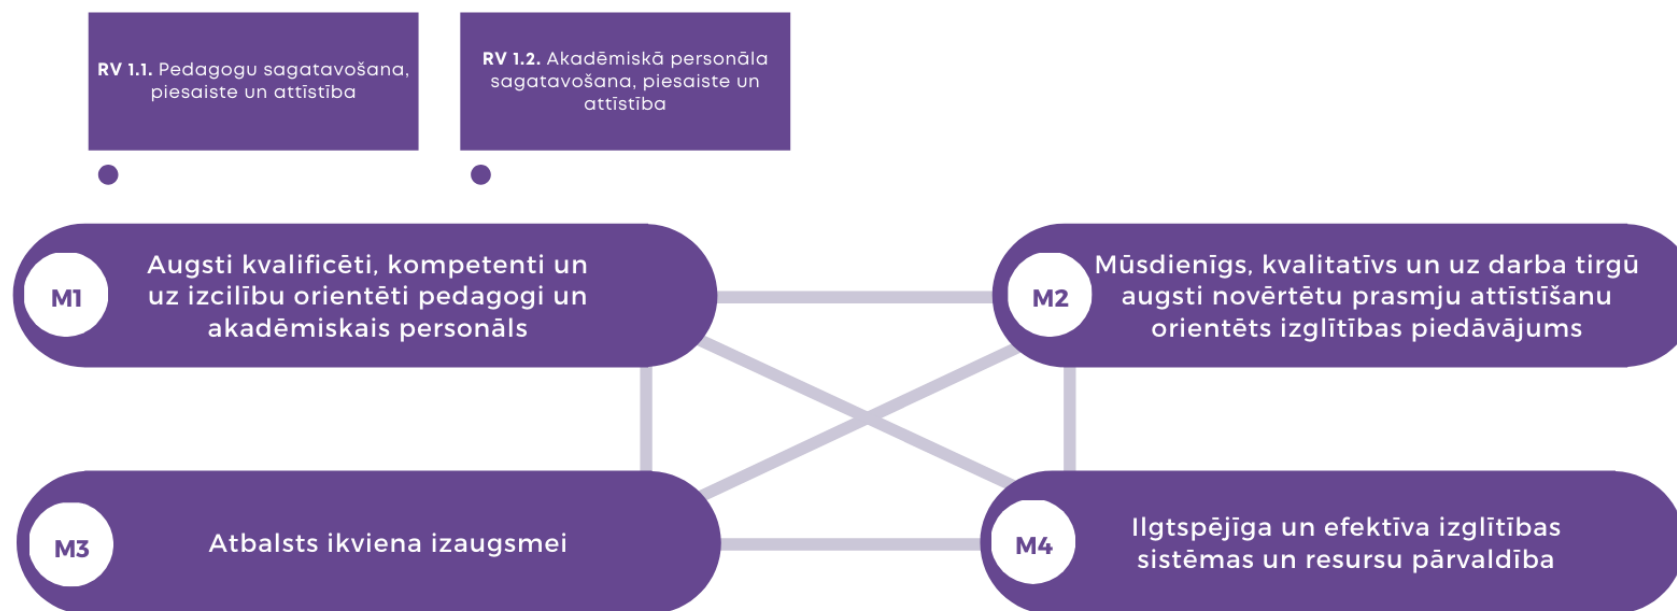 RV 1.1. Pedagogu sagatavošana,
piesaiste un attīstība
RV 1.2. Akadēmiskā personāla
sagatavošana, piesaiste un
attīstība
M1
Augsti kvalificēti, kompetenti un
uz izcilību orientēti pedagogi un
akadēmiskais personāls
M2
Mūsdienīgs, kvalitatīvs un uz darba tirgū
augsti novērtētu prasmju attīstīšanu
orientēts izglītības piedāvājums
M3
Atbalsts ikviena izaugsmei
M4
Ilgtspējīga un efektīva izglītības
sistēmas un resursu pārvaldība